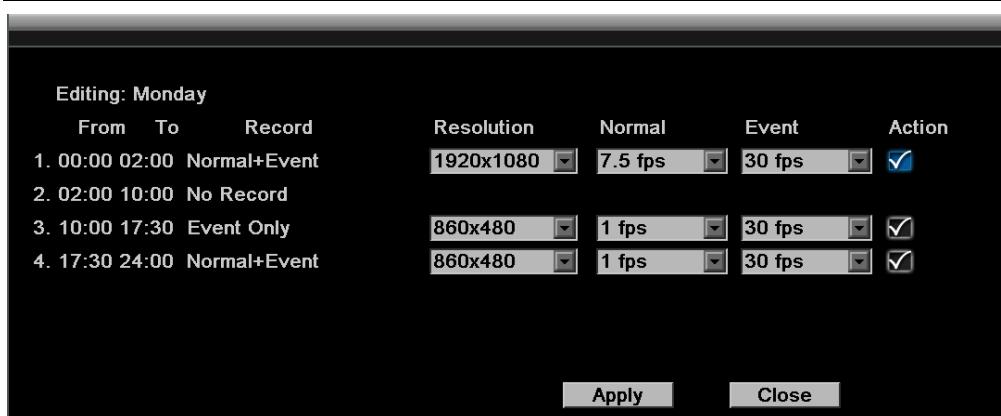 Editing: Monday
From To Record Resolution Normal Event Action
1. 00:00 02:00 Normal+Event 1920x1080 7.5 fps 30 fps
2. 02:00 10:00 No Record
3. 10:00 17:30 Event Only 860x480 1 fps 30 fps
4. 17:30 24:00 Normal+Event 860x480 1 fps 30 fps
Apply Close